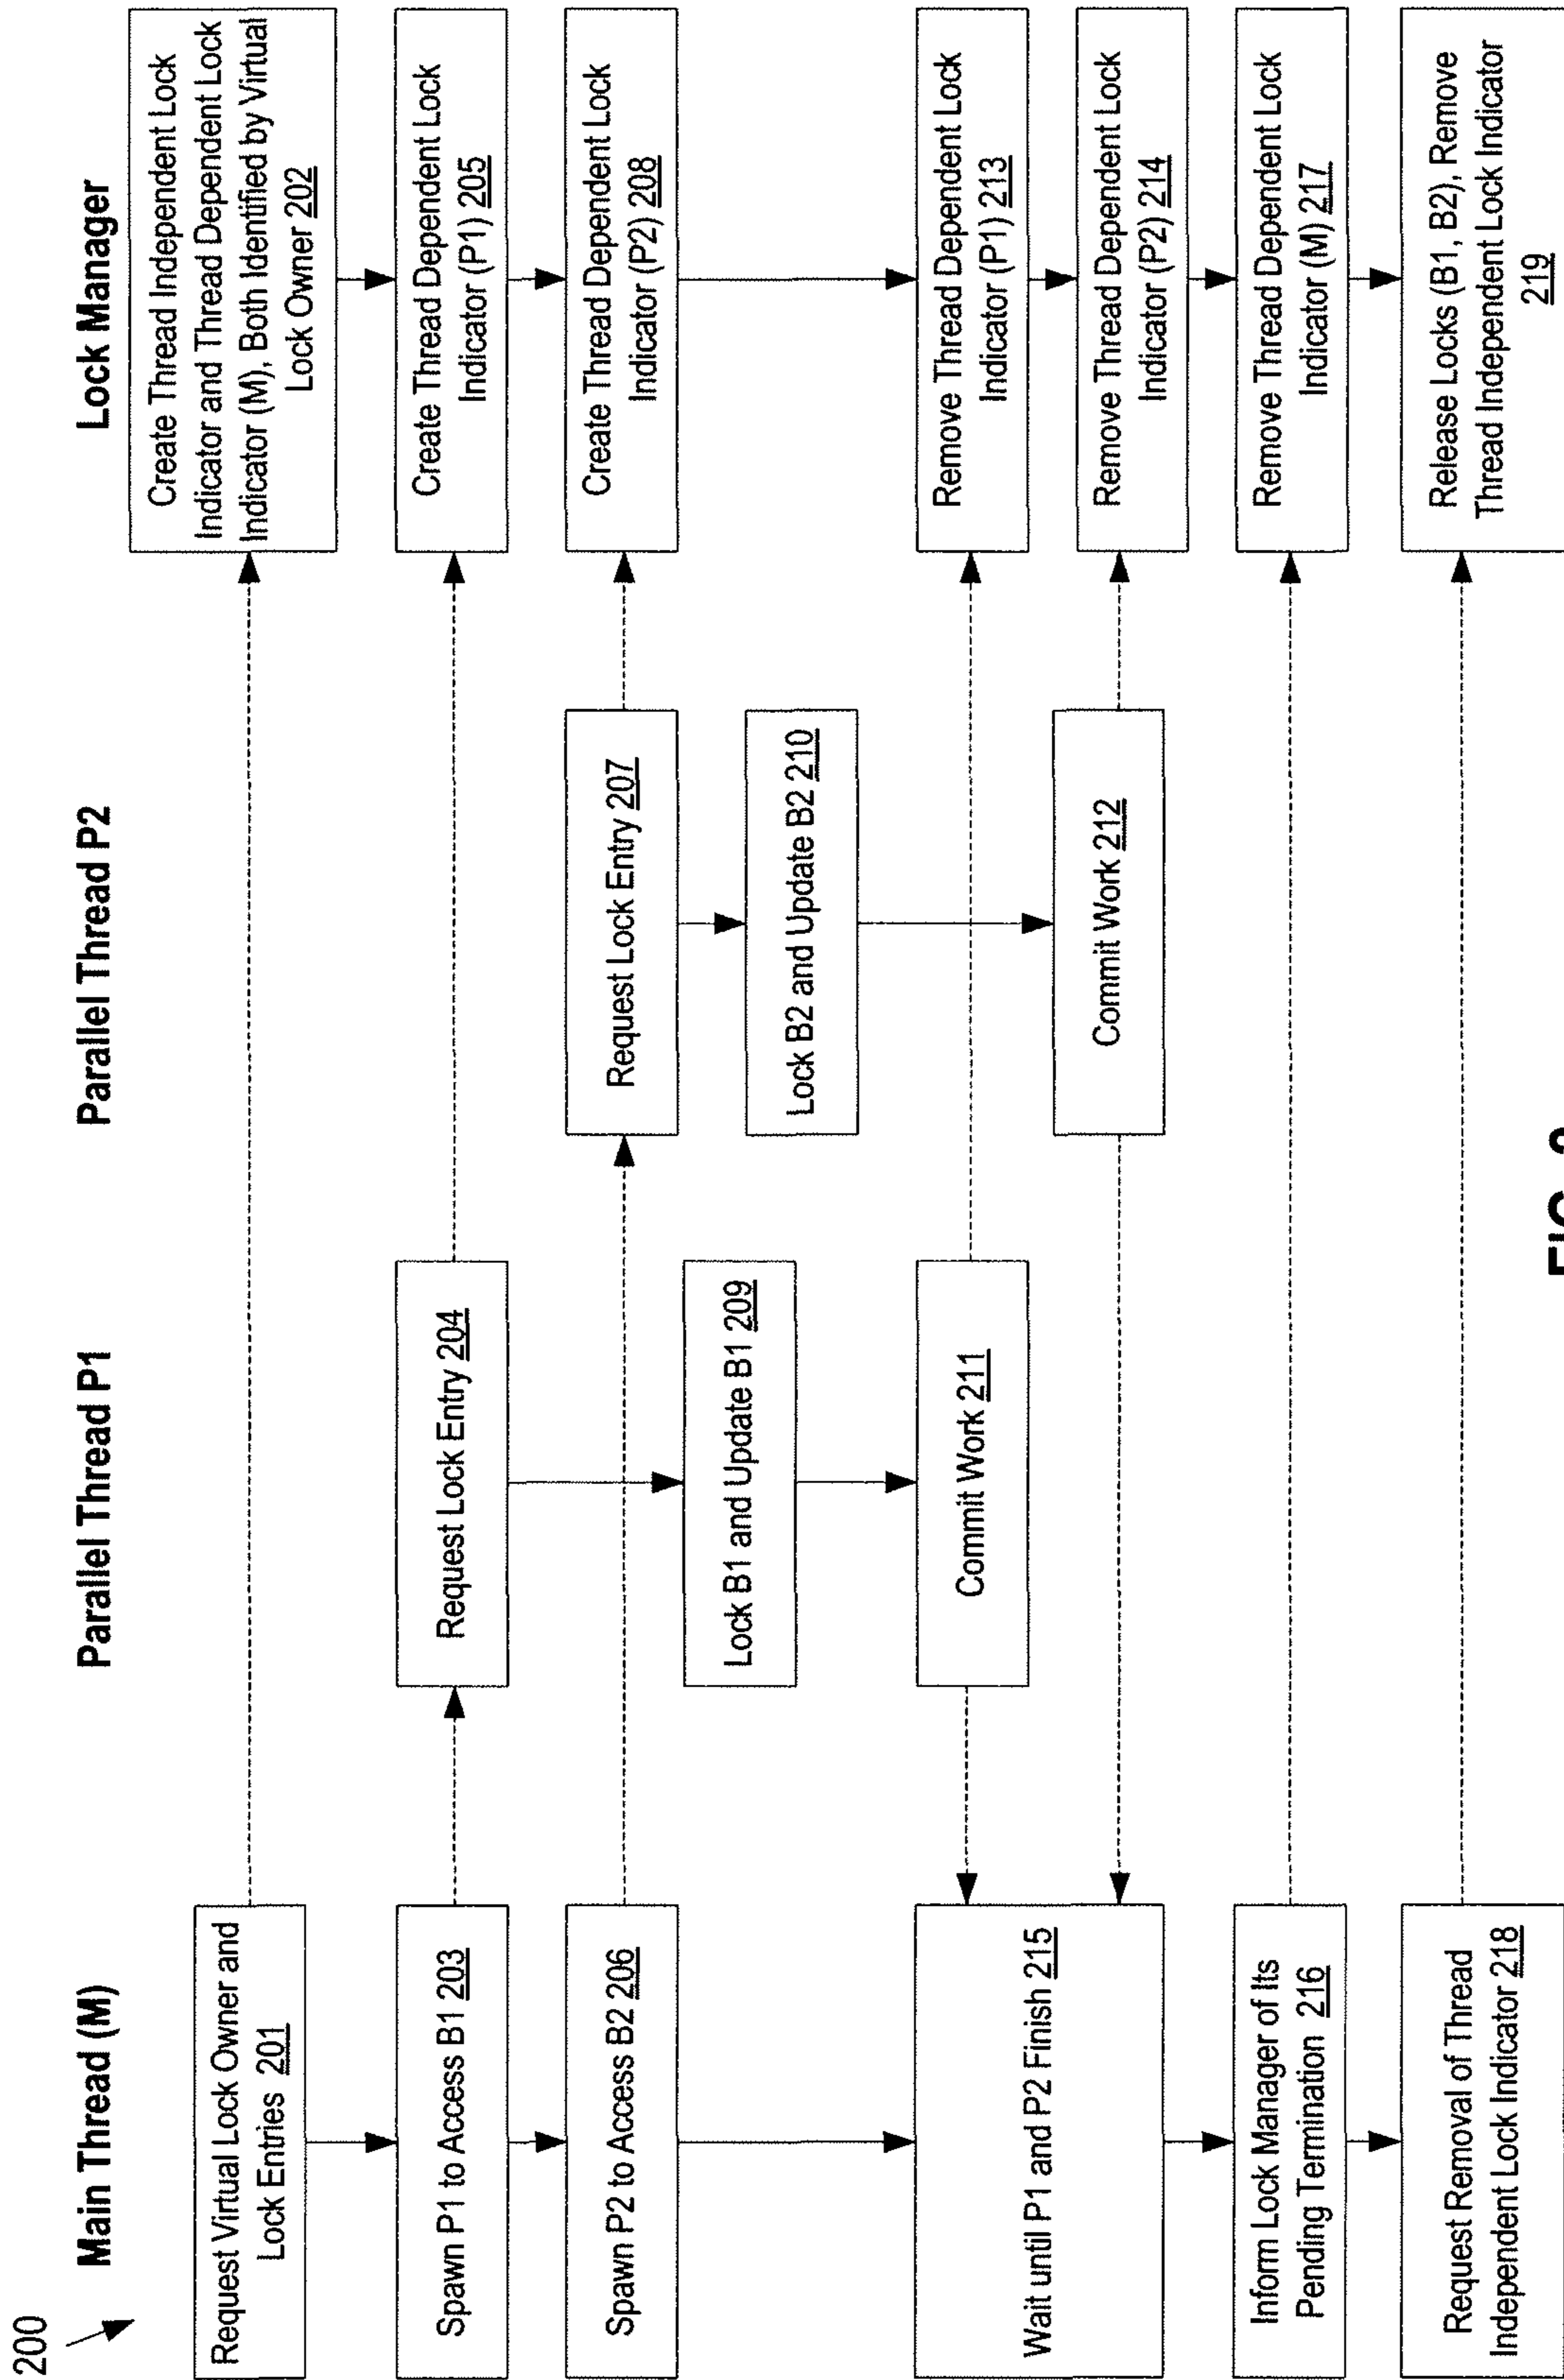 200
Main Thread (M)
Parallel Thread P1
Parallel Thread P2
Lock Manager
Request Virtual Lock Owner and
Lock Entries 201
Create Thread Independent Lock
Indicator and Thread Dependent Lock
Indicator (M), Both Identified by Virtual
Lock Owner 202
Spawn P1 to Access B1 203
Request Lock Entry 204
Create Thread Dependent Lock
Indicator (P1) 205
Spawn P2 to Access B2 206
Request Lock Entry 207
Create Thread Dependent Lock
Indicator (P2) 208
Lock B1 and Update B1 209
Lock B2 and Update B2 210
Commit Work 211
Commit Work 212
Remove Thread Dependent Lock
Indicator (P1) 213
Remove Thread Dependent Lock
Indicator (P2) 214
Wait until P1 and P2 Finish 215
Inform Lock Manager of Its
Pending Termination 216
Remove Thread Dependent Lock
Indicator (M) 217
Request Removal of Thread
Independent Lock Indicator 218
Release Locks (B1, B2), Remove
Thread Independent Lock Indicator
219